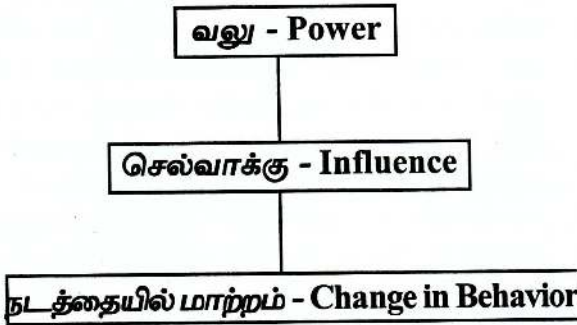 வலு - Power
செல்வாக்கு - Influence
நடத்தையில் மாற்றம் - Change in Behavior